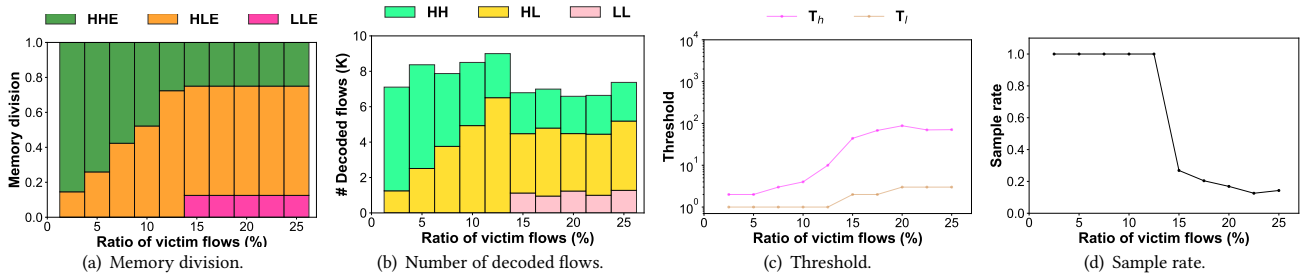 HHE HLE LLE
Memory division
1.0
0.8
0.6
0.4
0.2
0.0
0 5 10 15 20 25
Ratio of victim flows (%)
(a) Memory division.
HH HL LL
# Decoded flows (K)
10
8
6
4
2
0
0 5 10 15 20 25
Ratio of victim flows (%)
(b) Number of decoded flows.
T_h T_l
Threshold
10^4
10^3
10^2
10^1
10^0
0 5 10 15 20 25
Ratio of victim flows (%)
(c) Threshold.
Sample rate
1.0
0.8
0.6
0.4
0.2
0.0
0 5 10 15 20 25
Ratio of victim flows (%)
(d) Sample rate.